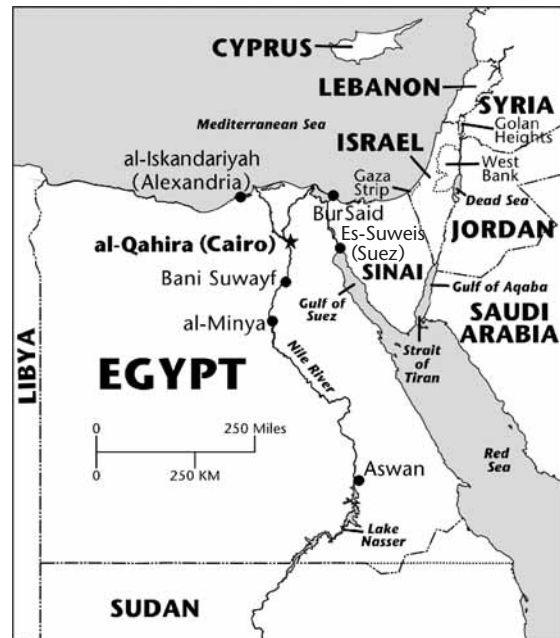 CYPRUS
LEBANON
SYRIA
Mediterranean Sea
Golan
Heights
ISRAEL
al-Iskandariyah
(Alexandria)
Gaza
Strip
West
Bank
Dead Sea
BurSaid
Es-Suweis
(Suez)
JORDAN
al-Qahira (Cairo)
SINAI
Bani Suwayf
Gulf of
Suez
Gulf of Aqaba
SAUDI
ARABIA
al-Minya
Strait
of
Tiran
LIBYA
EGYPT
Nile River
0
250 Miles
0
250 KM
Red
Sea
Aswan
Lake
Nasser
SUDAN